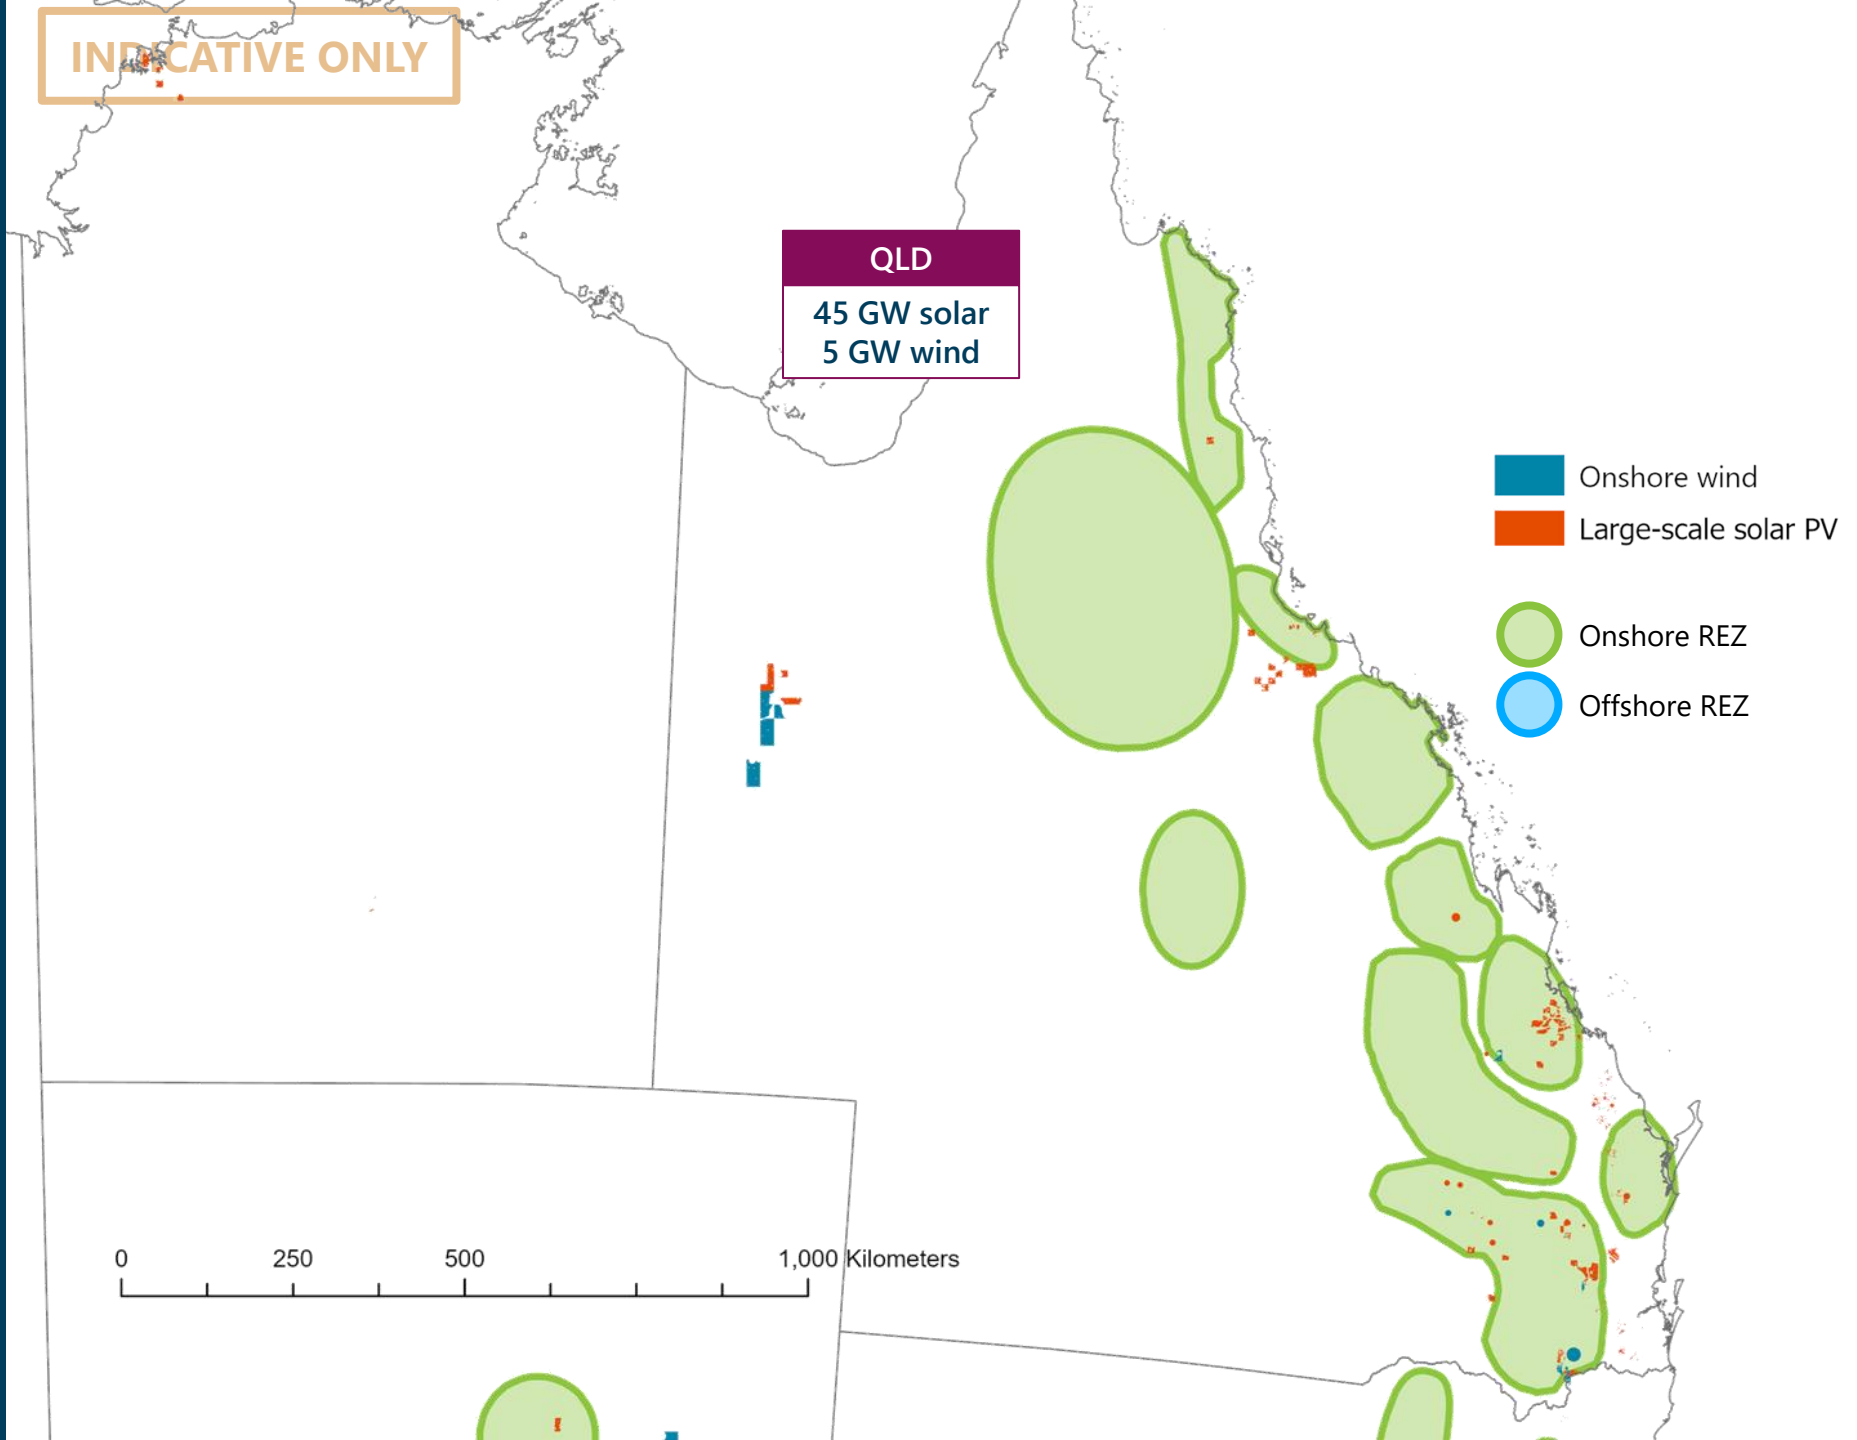 INDICATIVE ONLY
QLD
45 GW solar
5 GW wind
Onshore wind
Large-scale solar PV
Onshore REZ
Offshore REZ
0 250 500 1,000 Kilometers